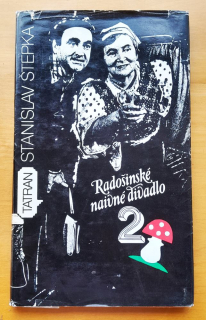 TATRAN STANISLAV ŠTEPKA
Radošinské
naivné divadlo
2